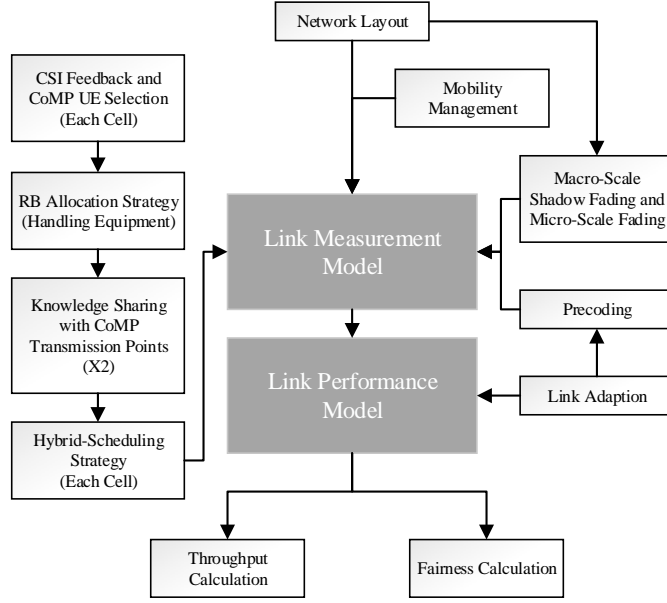 Network Layout
CSI Feedback and
CoMP UE Selection
(Each Cell)
Mobility
Management
RB Allocation Strategy
(Handling Equipment)
Macro-Scale
Shadow Fading and
Micro-Scale Fading
Link Measurement
Model
Knowledge Sharing
with CoMP
Transmission Points
(X2)
Precoding
Link Performance
Model
Link Adaption
Hybrid-Scheduling
Strategy
(Each Cell)
Throughput
Calculation
Fairness Calculation